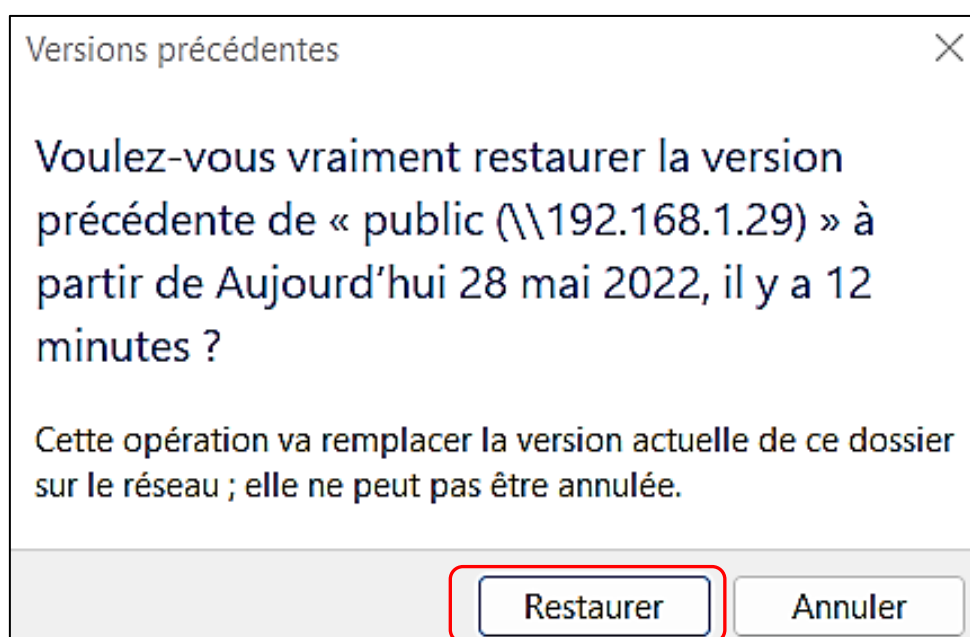 Versions précédentes
Voulez-vous vraiment restaurer la version
précédente de « public (\\192.168.1.29) » à
partir de Aujourd’hui 28 mai 2022, il y a 12
minutes ?
Cette opération va remplacer la version actuelle de ce dossier
sur le réseau ; elle ne peut pas être annulée.
Restaurer Annuler